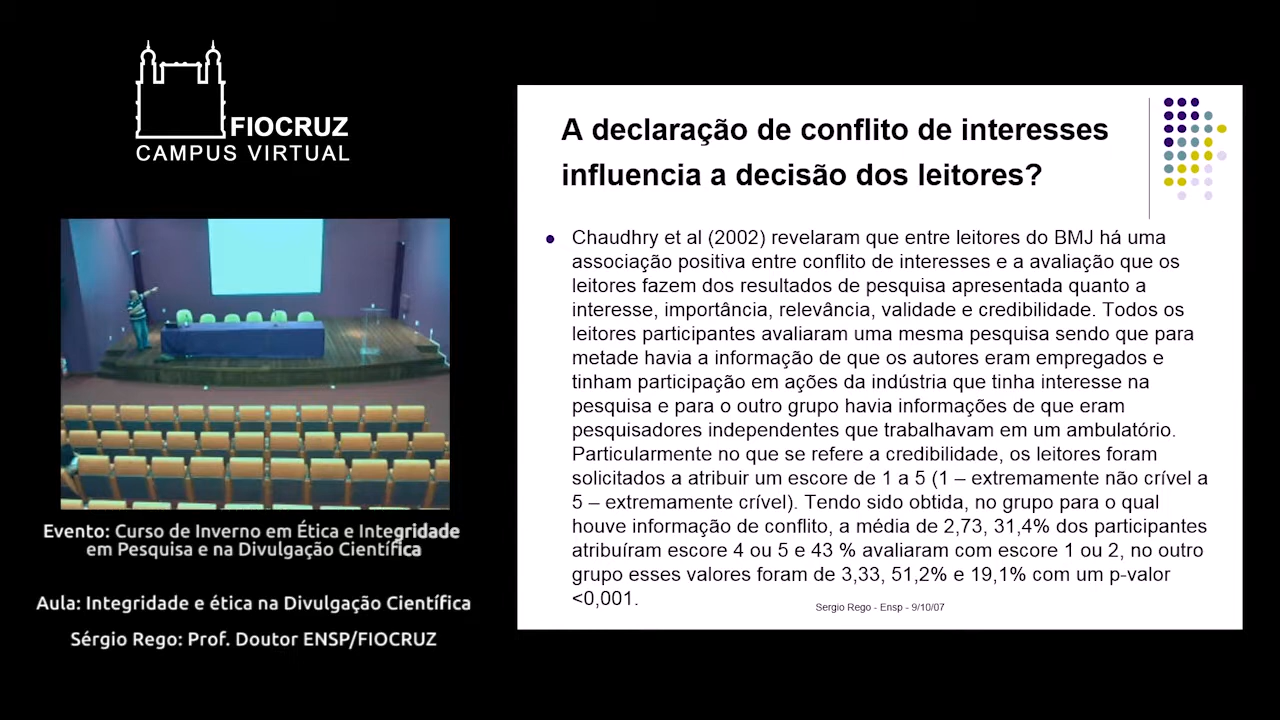 FIOCRUZ
CAMPUS VIRTUAL
Evento: Curso de Inverno em Ética e Integridade
em Pesquisa e na Divulgação Científica
Aula: Integridade e ética na Divulgação Científica
Sérgio Rego: Prof. Doutor ENSP/FIOCRUZ
A declaração de conflito de interesses
influencia a decisão dos leitores?
Chaudhry et al (2002) revelaram que entre leitores do BMJ há uma
associação positiva entre conflito de interesses e a avaliação que os
leitores fazem dos resultados de pesquisa apresentada quanto a
interesse, importância, relevância, validade e credibilidade. Todos os
leitores participantes avaliaram uma mesma pesquisa sendo que para
metade havia a informação de que os autores eram empregados e
tinham participação em ações da indústria que tinha interesse na
pesquisa e para o outro grupo havia informações de que eram
pesquisadores independentes que trabalhavam em um ambulatório.
Particularmente no que se refere a credibilidade, os leitores foram
solicitados a atribuir um escore de 1 a 5 (1 – extremamente não crível a
5 – extremamente crível). Tendo sido obtida, no grupo para o qual
houve informação de conflito, a média de 2,73, 31,4% dos participantes
atribuíram escore 4 ou 5 e 43 % avaliaram com escore 1 ou 2, no outro
grupo esses valores foram de 3,33, 51,2% e 19,1% com um p-valor
<0,001.
Sergio Rego - Ensp - 9/10/07